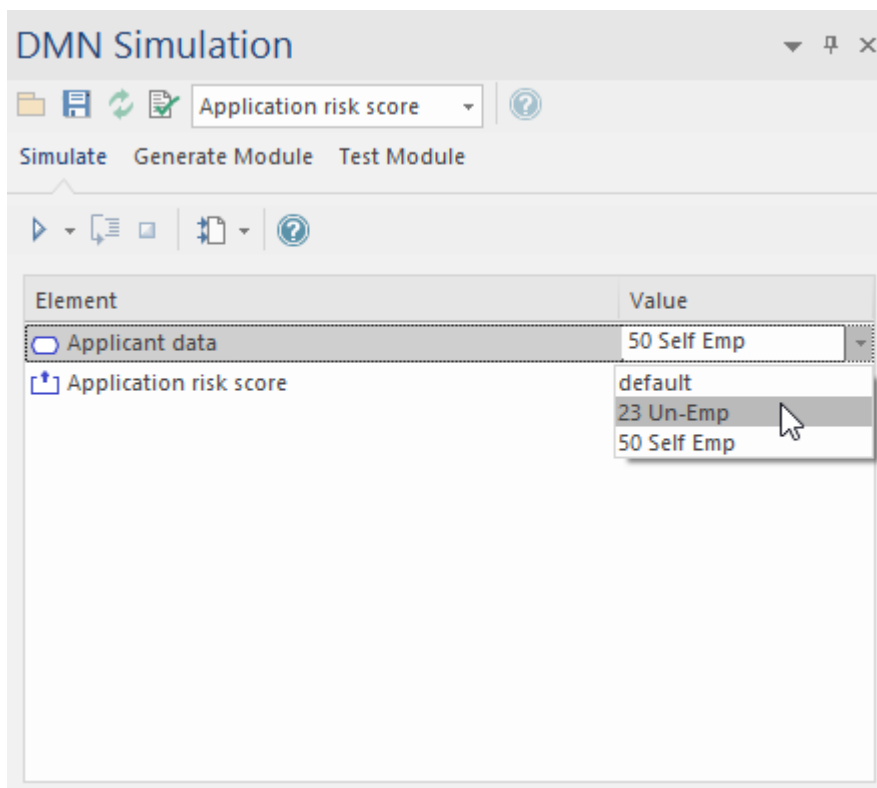 DMN Simulation
Application risk score
Simulate Generate Module Test Module
Element Value
Applicant data 50 Self Emp
Application risk score default
23 Un-Emp
50 Self Emp